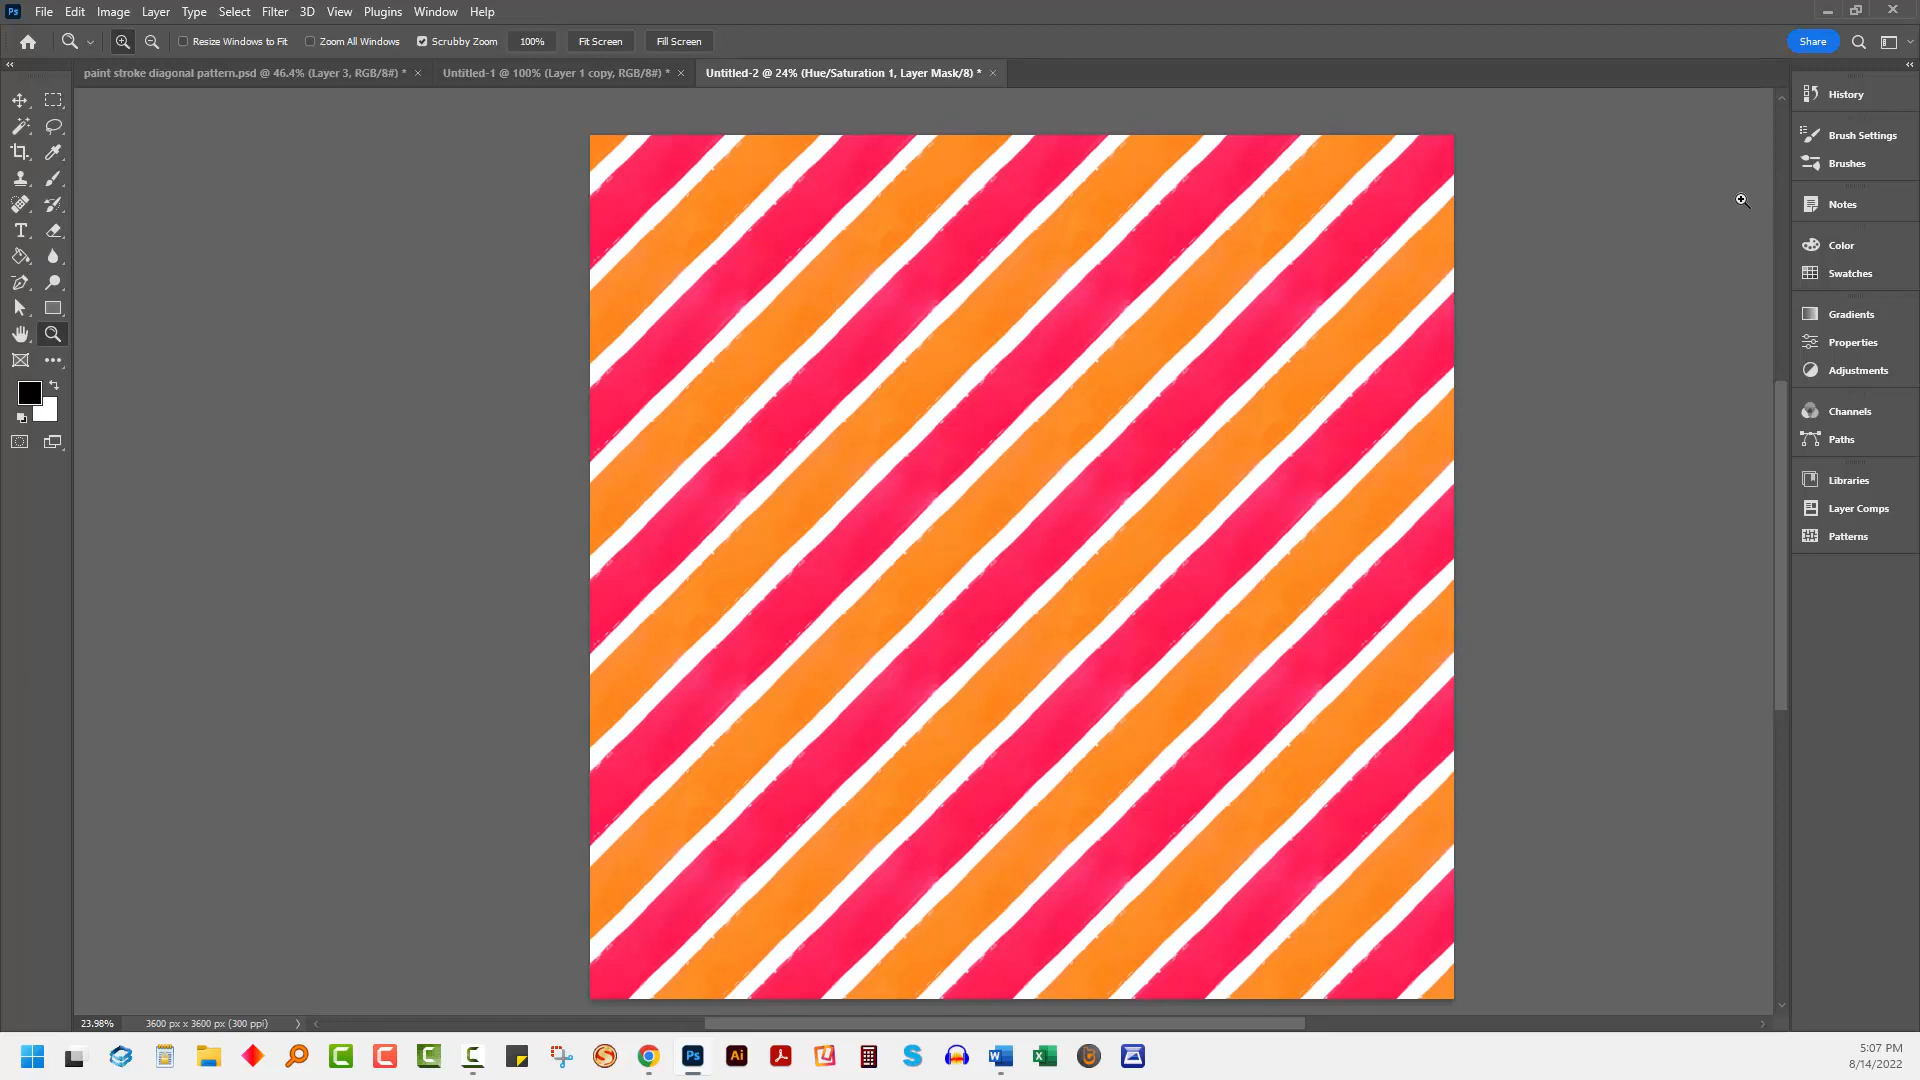 Ps File Edit Image Layer Type Select Filter 3D View Plugins Window Help
Resize Windows to Fit Zoom All Windows Scrubby Zoom 100% Fit Screen Fill Screen Share
paint stroke diagonal pattern.psd @ 46.4% (Layer 3, RGB/8#) * × Untitled-1 @ 100% (Layer 1 copy, RGB/8#) * × Untitled-2 @ 24% (Hue/Saturation 1, Layer Mask/8) * ×
History
Brush Settings
Brushes
Notes
Color
Swatches
Gradients
Properties
Adjustments
Channels
Paths
Libraries
Layer Comps
Patterns
23.98% 3600 px x 3600 px (300 ppi)
Ps Ai
5:07 PM
8/14/2022